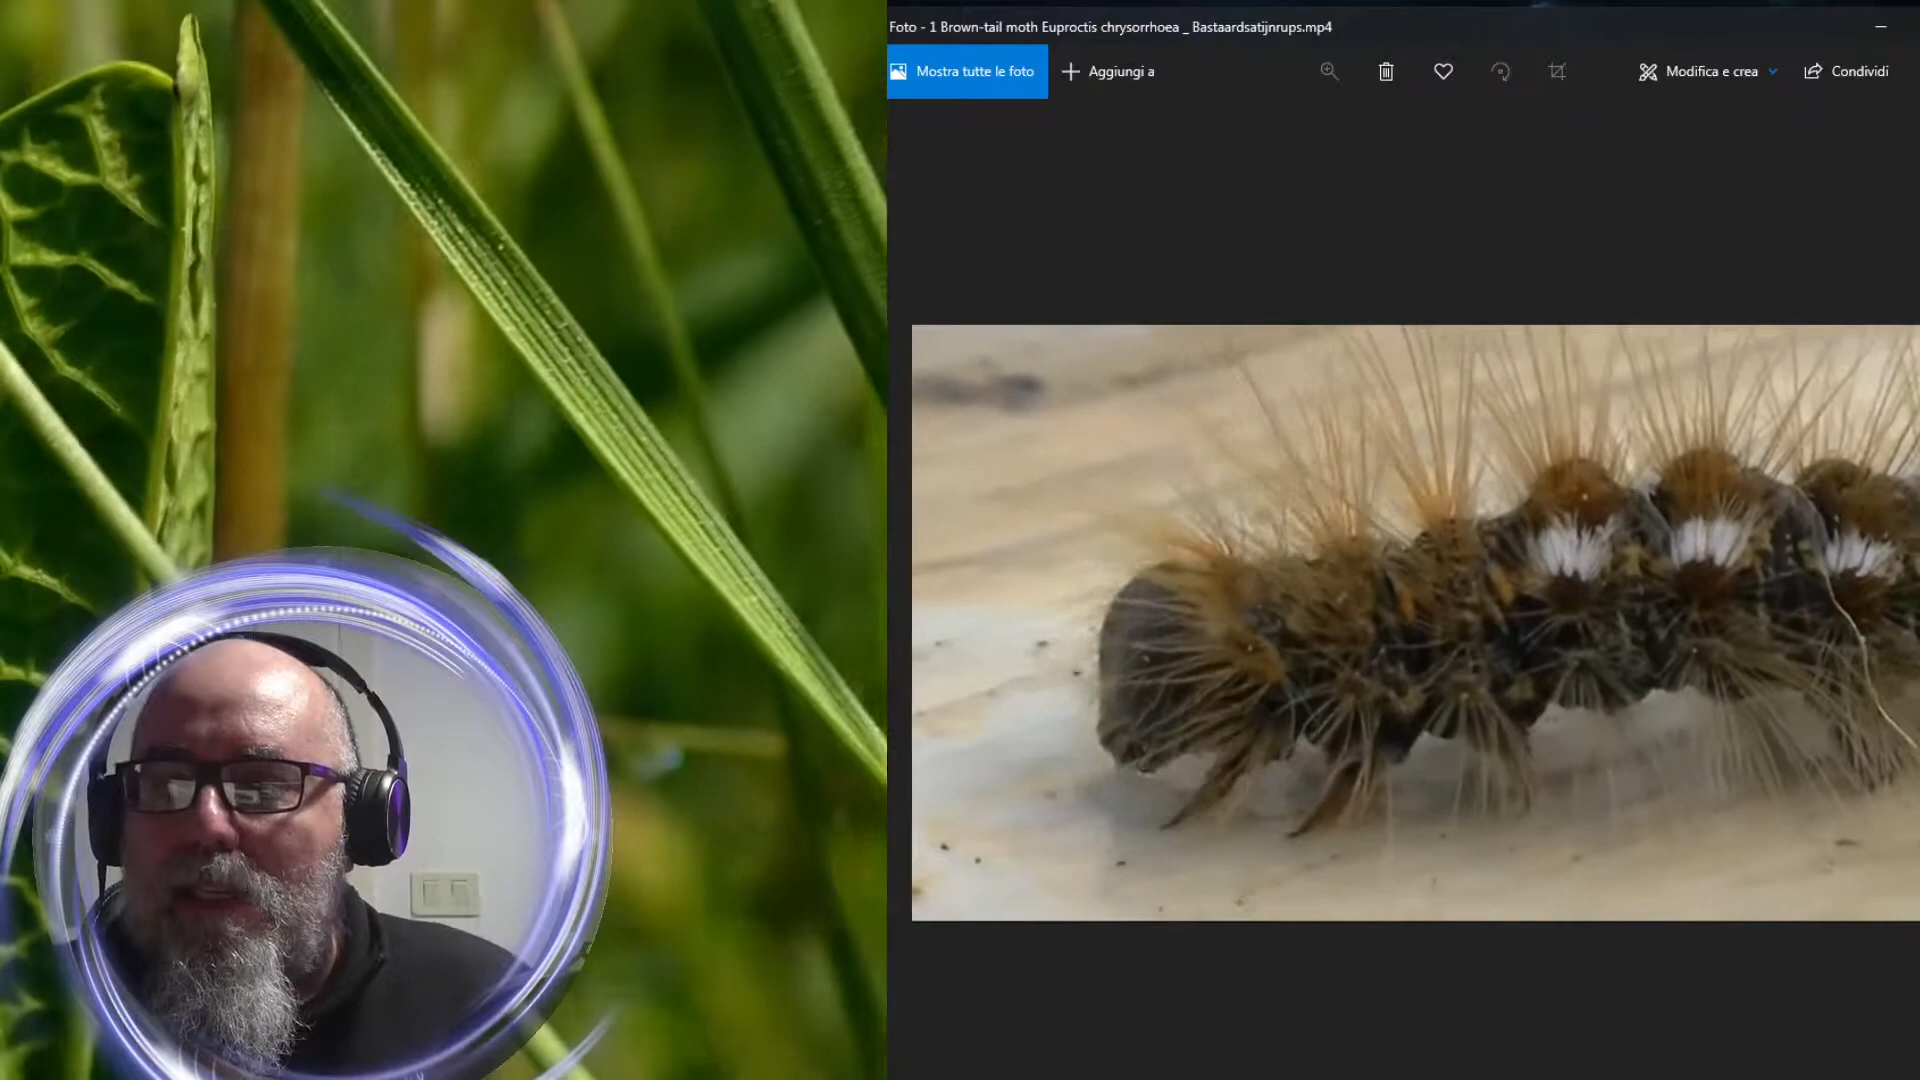 Foto - 1 Brown-tail moth Euproctis chrysorrhoea _ Bastaardsatijnrups.mp4
Mostra tutte le foto
Aggiungi a
Modifica e crea
Condividi